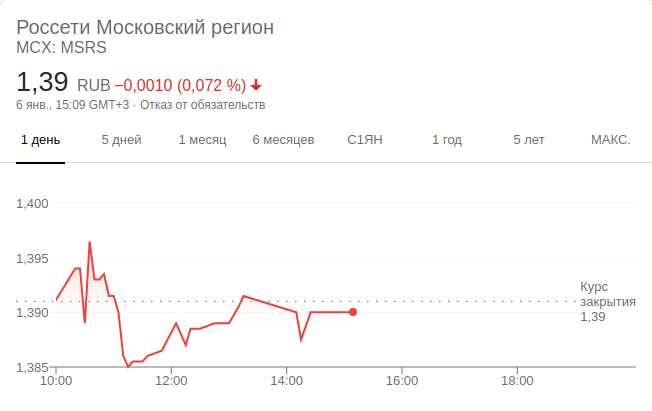 Россети Московский регион
MCX: MSRS
1,39 RUB −0,0010 (0,072 %)
6 янв., 15:09 GMT+3 · Отказ от обязательств
1 день 5 дней 1 месяц 6 месяцев С1ЯН 1 год 5 лет МАКС.
1,400
1,395
1,390
1,385
Курс
закрытия
1,39
10:00 12:00 14:00 16:00 18:00